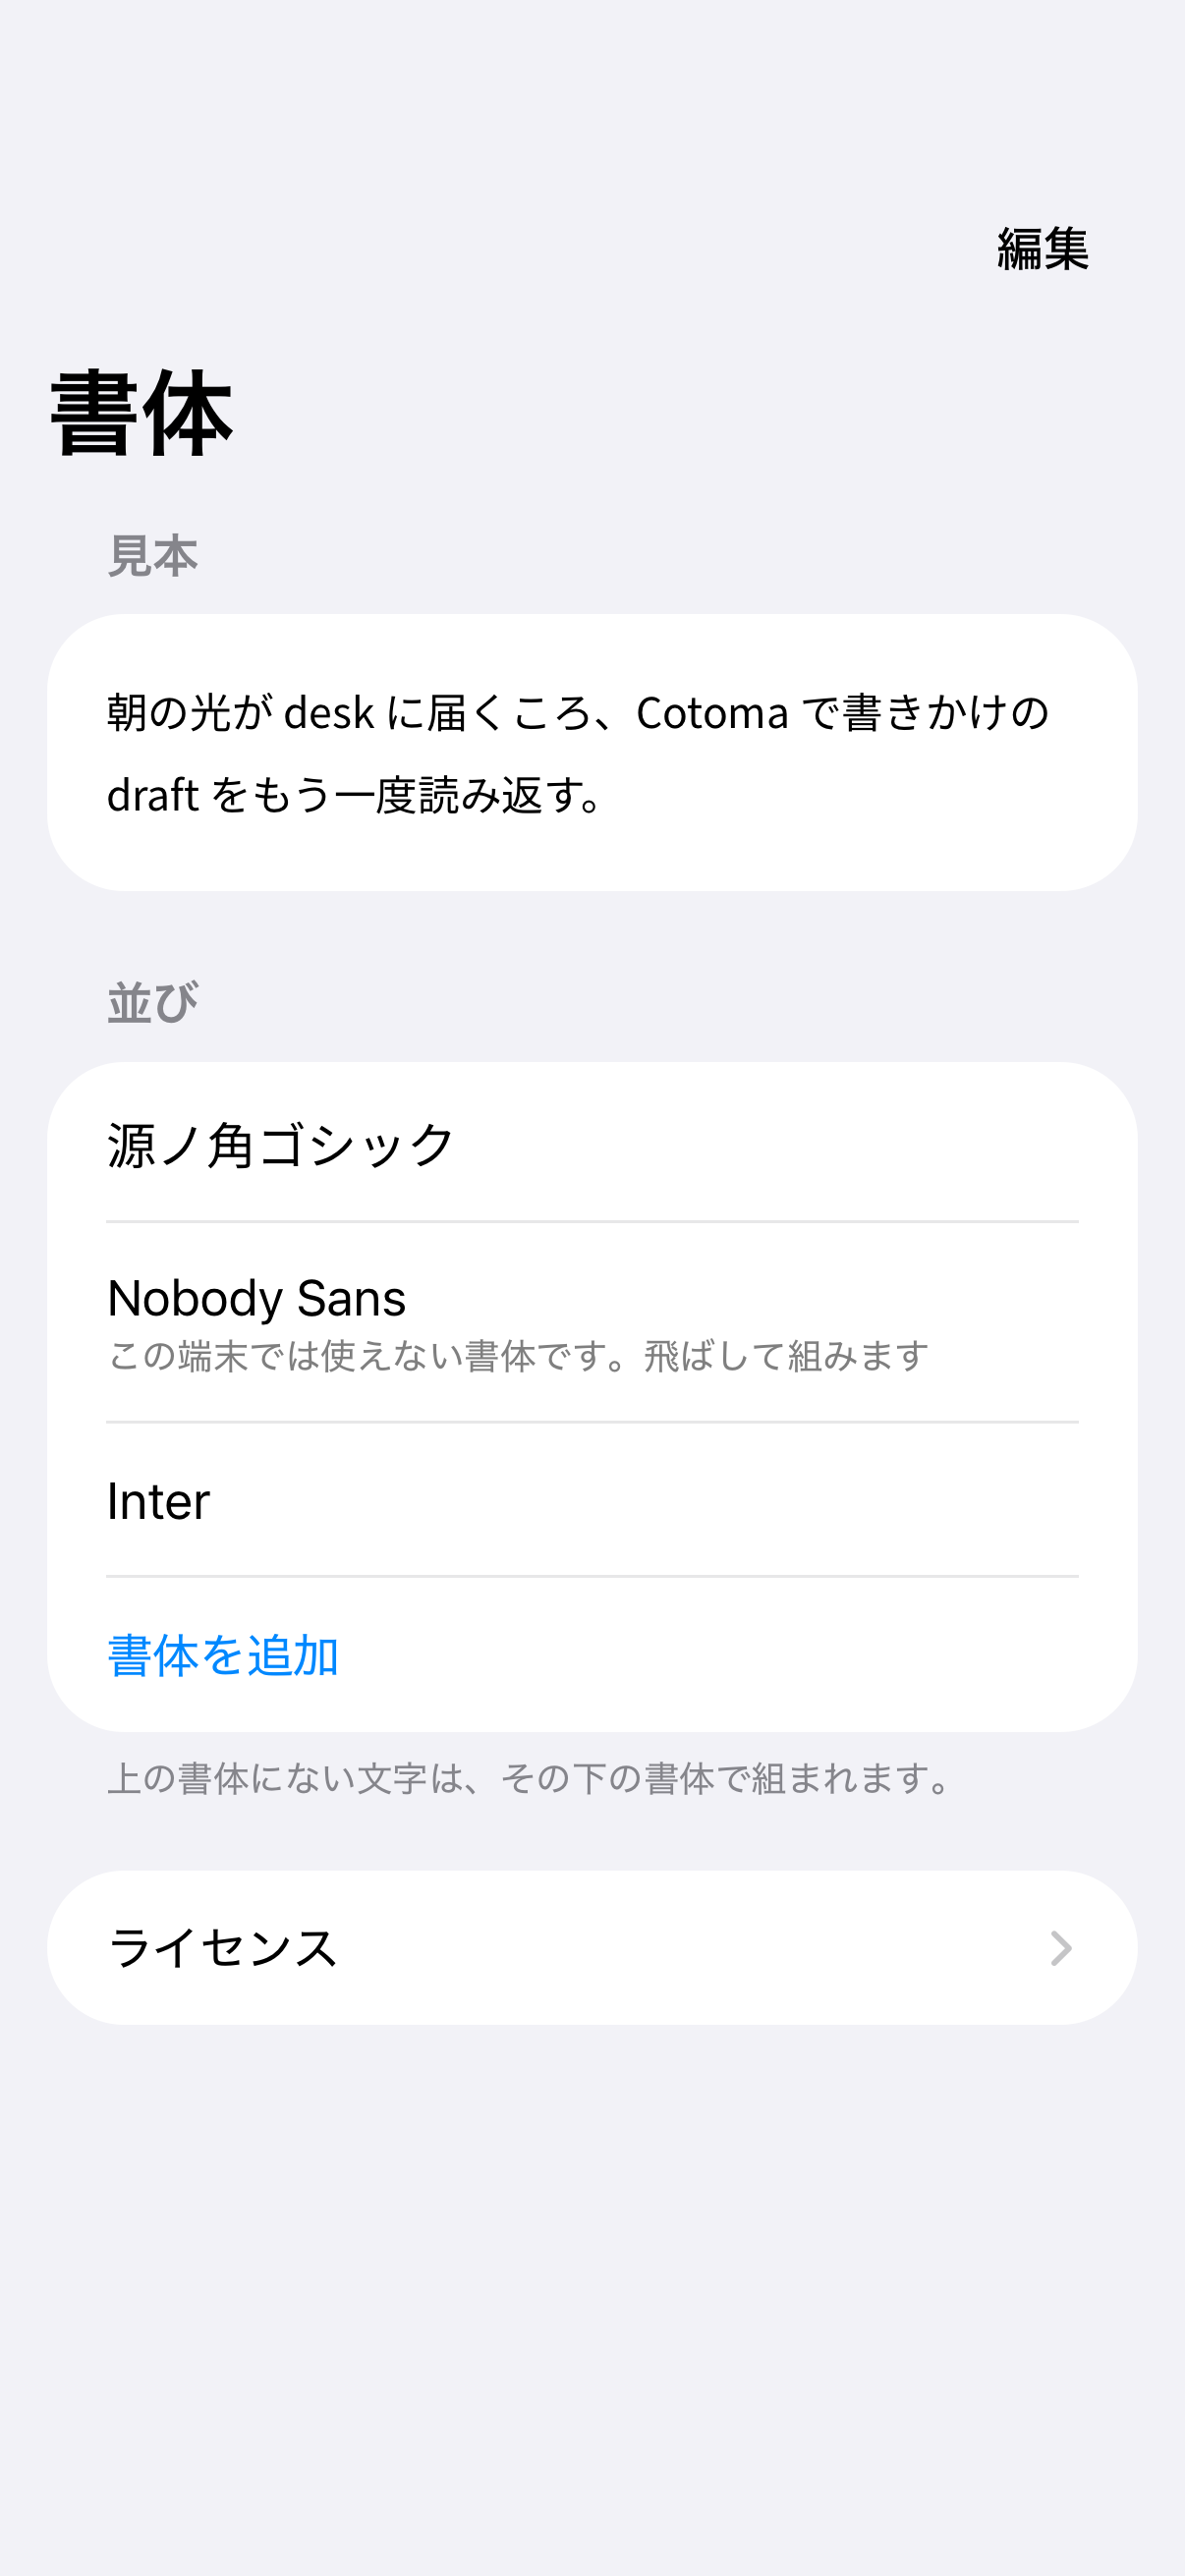 編集
書体
見本
朝の光が desk に届くころ、Cotoma で書きかけの
draft をもう一度読み返す。
並び
源ノ角ゴシック
Nobody Sans
この端末では使えない書体です。飛ばして組みます
Inter
書体を追加
上の書体にない文字は、その下の書体で組まれます。
ライセンス